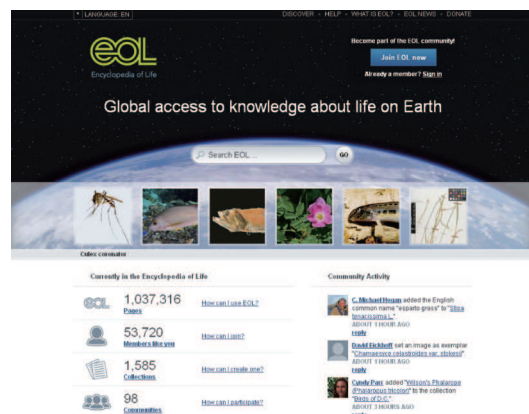 LANGUAGE: EN
DISCOVER - HELP - WHAT IS EOL? - EOL NEWS - DONATE
eol
Encyclopedia of Life
Become part of the EOL community!
Join EOL now
Already a member? Sign in
Global access to knowledge about life on Earth
Search EOL ...
GO
Culex coronator
Currently in the Encyclopedia of Life
eol
1,037,316
Pages
How can I use EOL?
53,720
Members like you
How can I join?
1,585
Collections
How can I create one?
98
Communities
How can I participate?
Community Activity
C. Michael Hogan added the English
common name "esparto grass" to "Stipa
tenacissima L."
ABOUT 1 HOUR AGO
reply
David Eickhoff set an image as exemplar
"Chamaesyce celastroides var. stokesii".
ABOUT 1 HOUR AGO
reply
Cyndy Parr added "Wilson's Phalarope
(Phalaropus tricolor)" to the collection
"Birds of D.C."
ABOUT 3 HOURS AGO